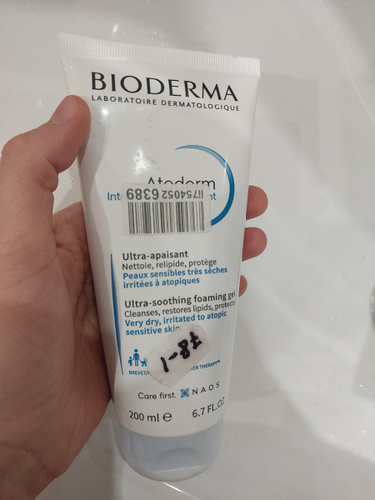 BIODERMA
LABORATOIRE DERMATOLOGIQUE
Atoderm
6389
Ultra-apaisant
Nettoie, relipide, protège
Peaux sensibles très sèches
irritées à atopiques
Ultra-soothing foaming gel
Cleanses, restores lipids, protects
Very dry, irritated to atopic
sensitive skin
1-87
Care first.
NAOS
200 ml e
6.7 FL.OZ